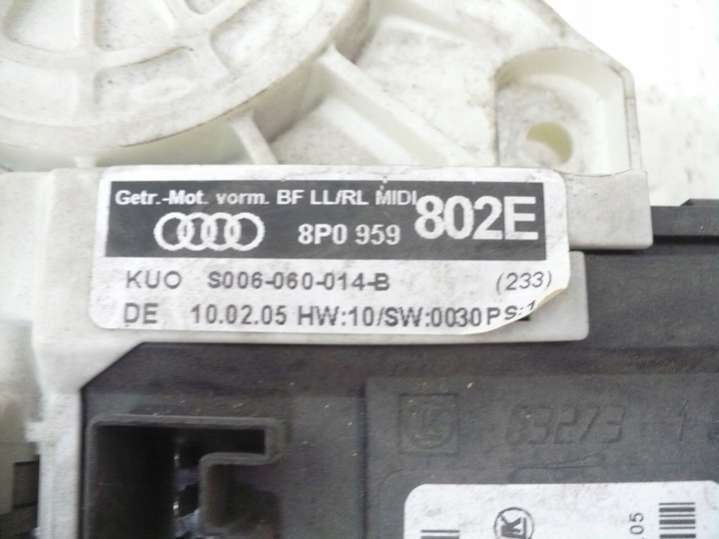 Getr.-Mot. vorm. BF LL/RL MIDI
8P0 959 802E
KUO S006-060-014-B (233)
DE 10.02.05 HW:10/SW:0030 PS: